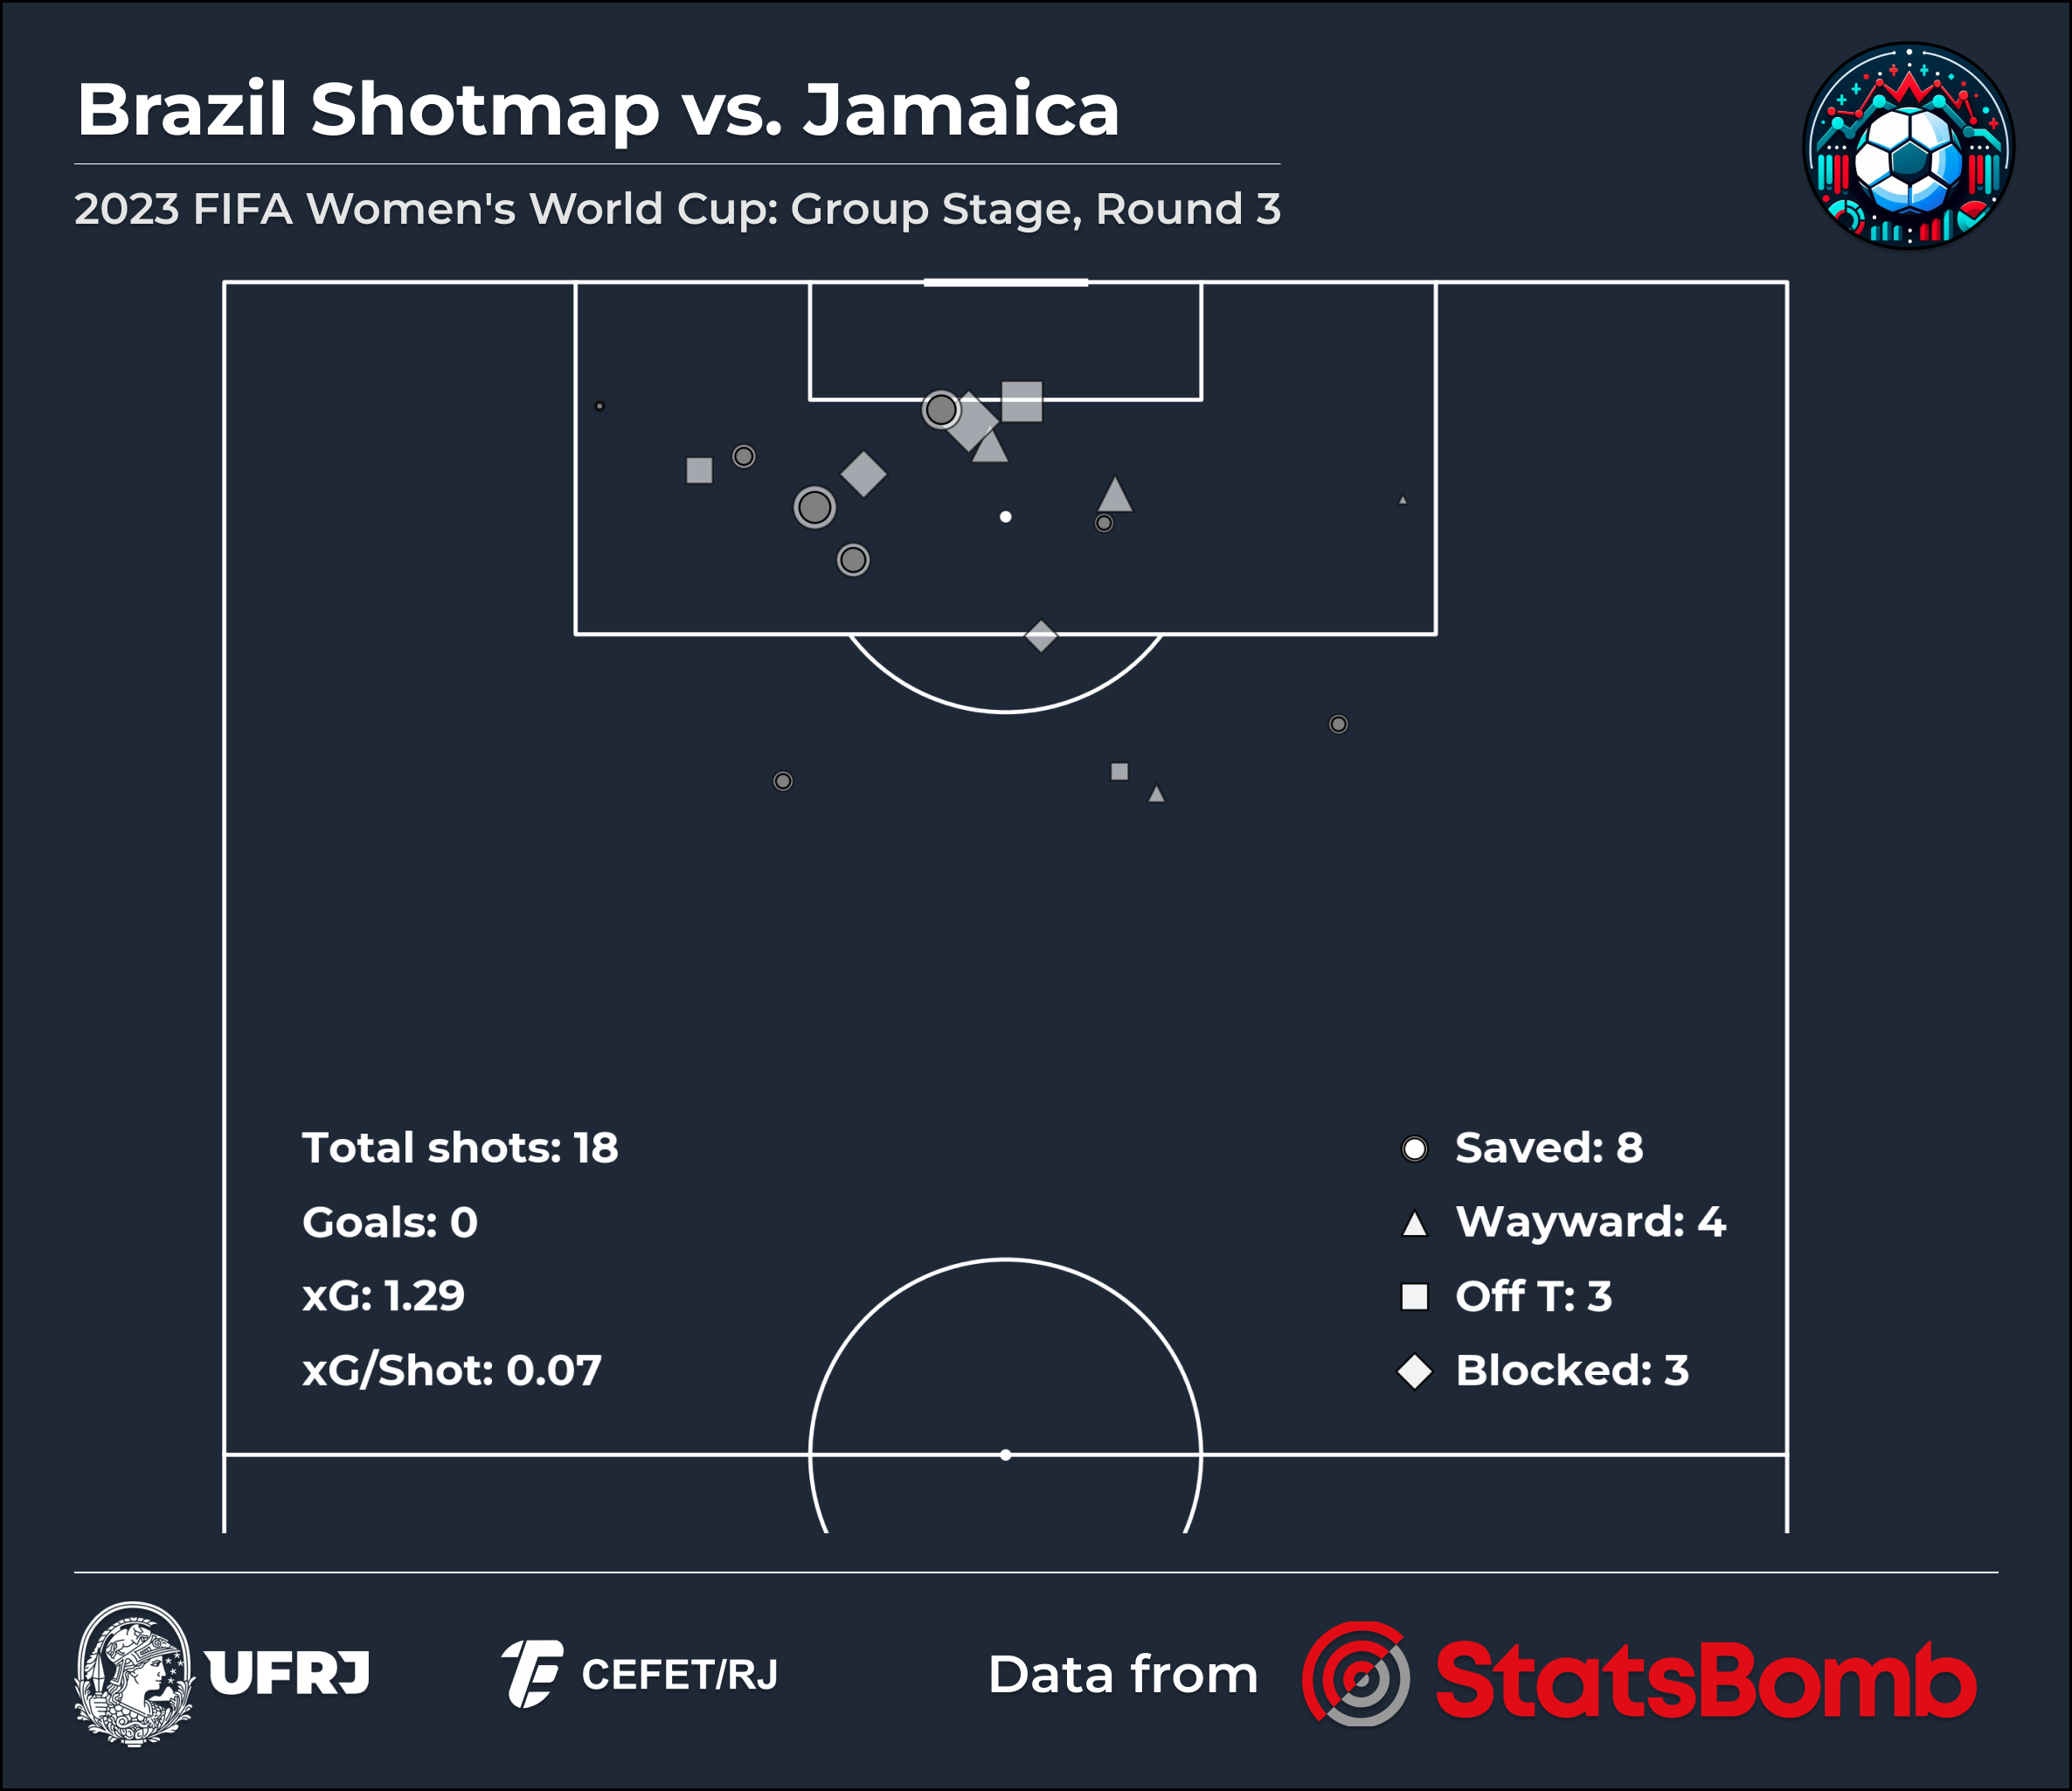 Brazil Shotmap vs. Jamaica
2023 FIFA Women's World Cup: Group Stage, Round 3
Total shots: 18
Goals: 0
xG: 1.29
xG/Shot: 0.07
Saved: 8
Wayward: 4
Off T: 3
Blocked: 3
UFRJ
CEFET/RJ
Data from
StatsBomb